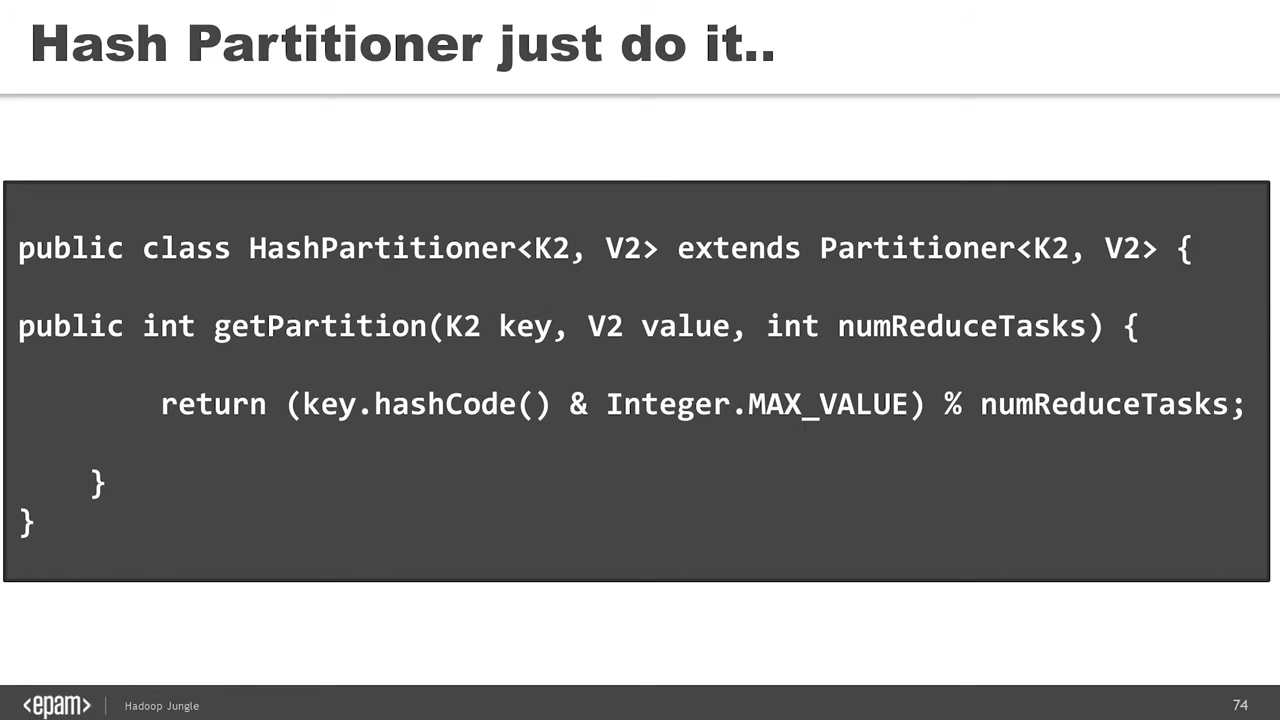 Hash Partitioner just do it..
public class HashPartitioner<K2, V2> extends Partitioner<K2, V2> {
public int getPartition(K2 key, V2 value, int numReduceTasks) {
return (key.hashCode() & Integer.MAX_VALUE) % numReduceTasks;
}
}
<epam> Hadoop Jungle 74